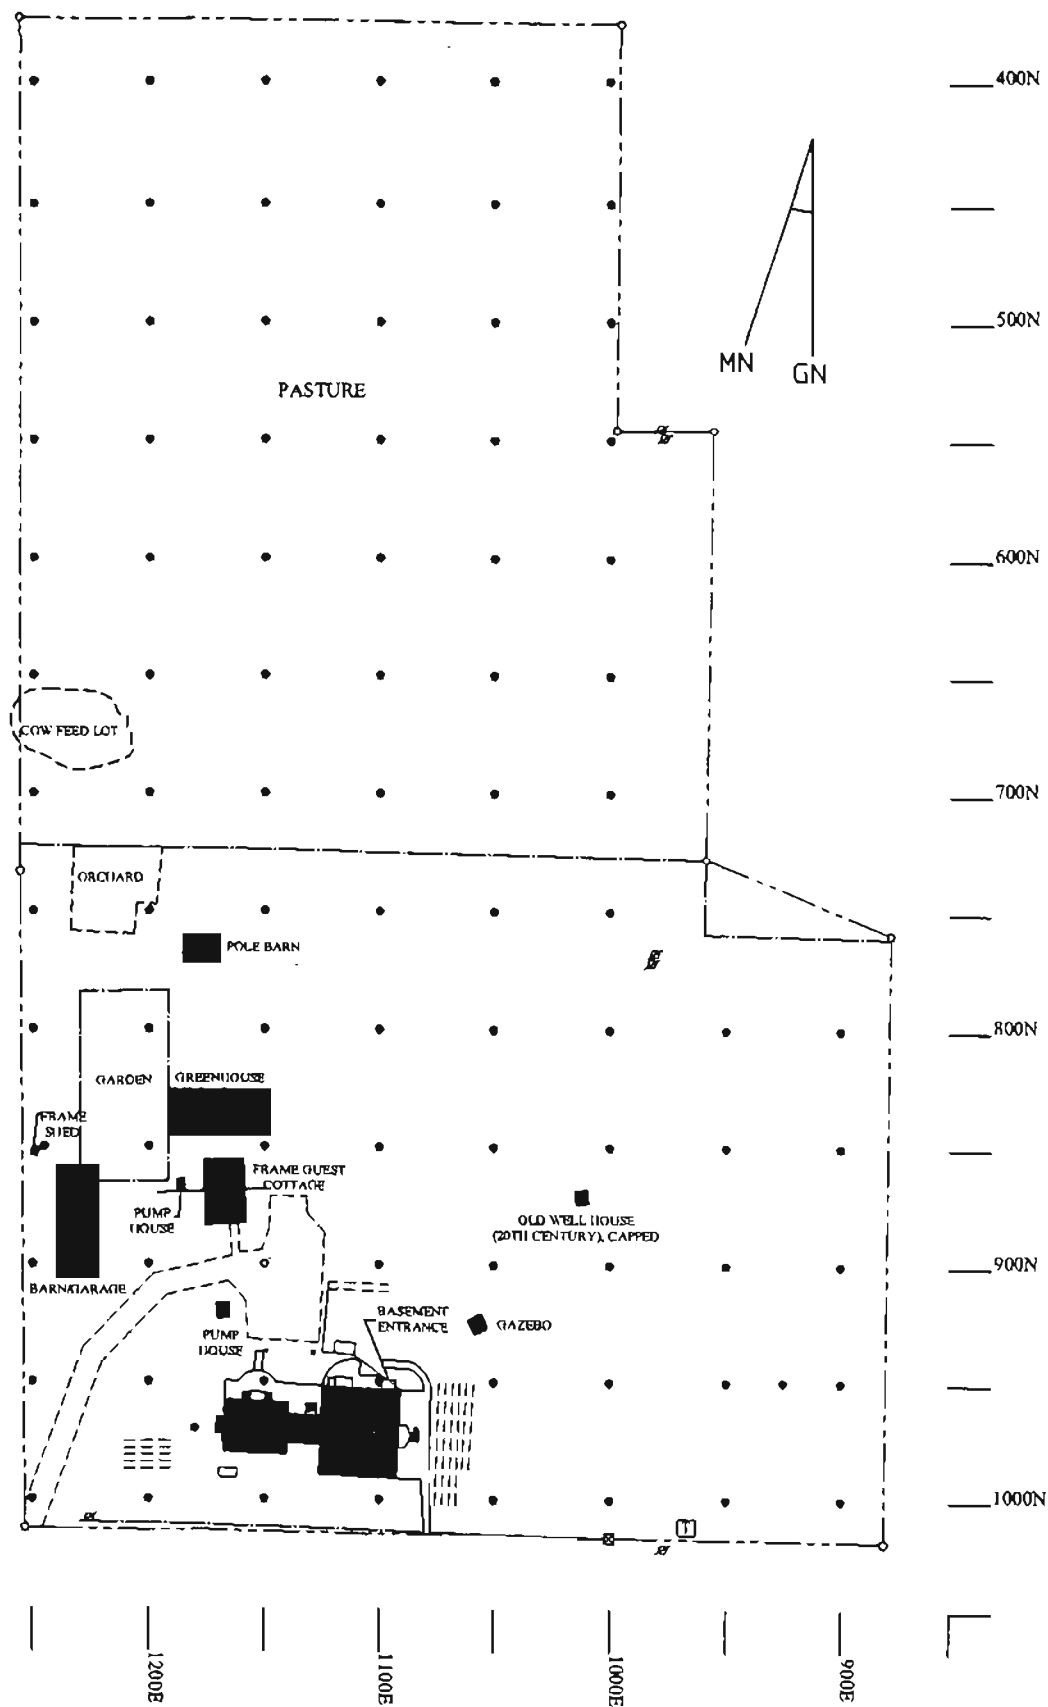 400N
500N
MN
GN
PASTURE
600N
COW FEED LOT
700N
ORCHARD
POLE BARN
800N
GARDEN
GREENHOUSE
FRAME
SHED
FRAME GUEST
COTTAGE
PUMP
HOUSE
OLD WELL HOUSE
(20TH CENTURY), CAPPED
900N
BARN/GARAGE
BASEMENT
ENTRANCE
GAZEBO
PUMP
HOUSE
1000N
T
1200E
1100E
1000E
900E